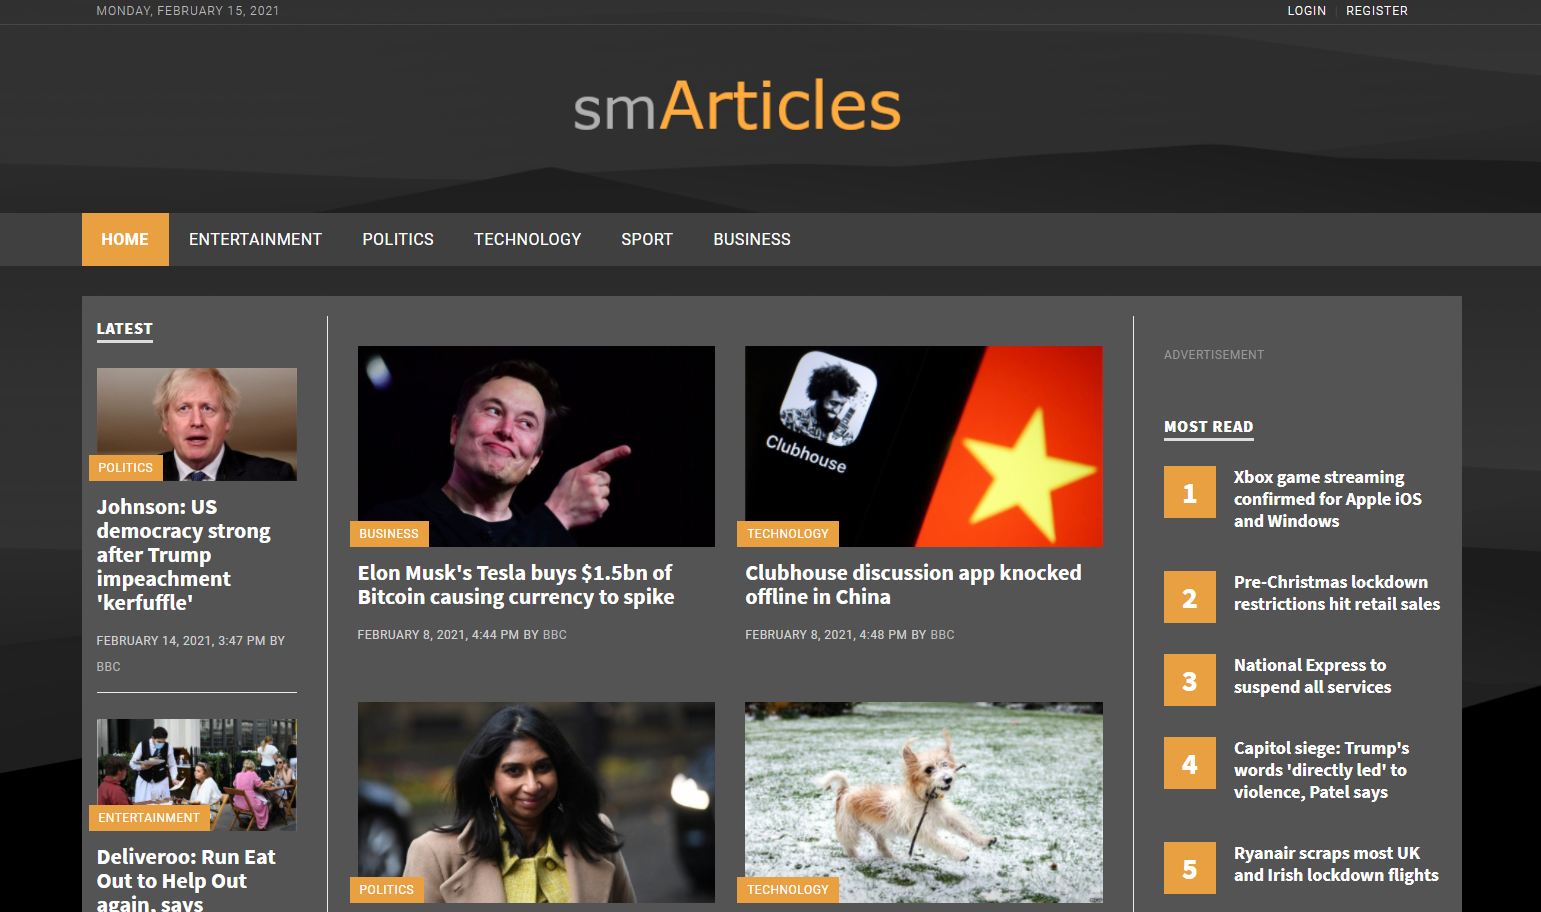 MONDAY, FEBRUARY 15, 2021
LOGIN | REGISTER
smArticles
HOME ENTERTAINMENT POLITICS TECHNOLOGY SPORT BUSINESS
LATEST
POLITICS
Johnson: US
democracy strong
after Trump
impeachment
'kerfuffle'
FEBRUARY 14, 2021, 3:47 PM BY
BBC
ENTERTAINMENT
Deliveroo: Run Eat
Out to Help Out
again, says
BUSINESS
Elon Musk's Tesla buys $1.5bn of
Bitcoin causing currency to spike
FEBRUARY 8, 2021, 4:44 PM BY BBC
Clubhouse
TECHNOLOGY
Clubhouse discussion app knocked
offline in China
FEBRUARY 8, 2021, 4:48 PM BY BBC
POLITICS
TECHNOLOGY
ADVERTISEMENT
MOST READ
1
Xbox game streaming
confirmed for Apple iOS
and Windows
2
Pre-Christmas lockdown
restrictions hit retail sales
3
National Express to
suspend all services
4
Capitol siege: Trump's
words 'directly led' to
violence, Patel says
5
Ryanair scraps most UK
and Irish lockdown flights